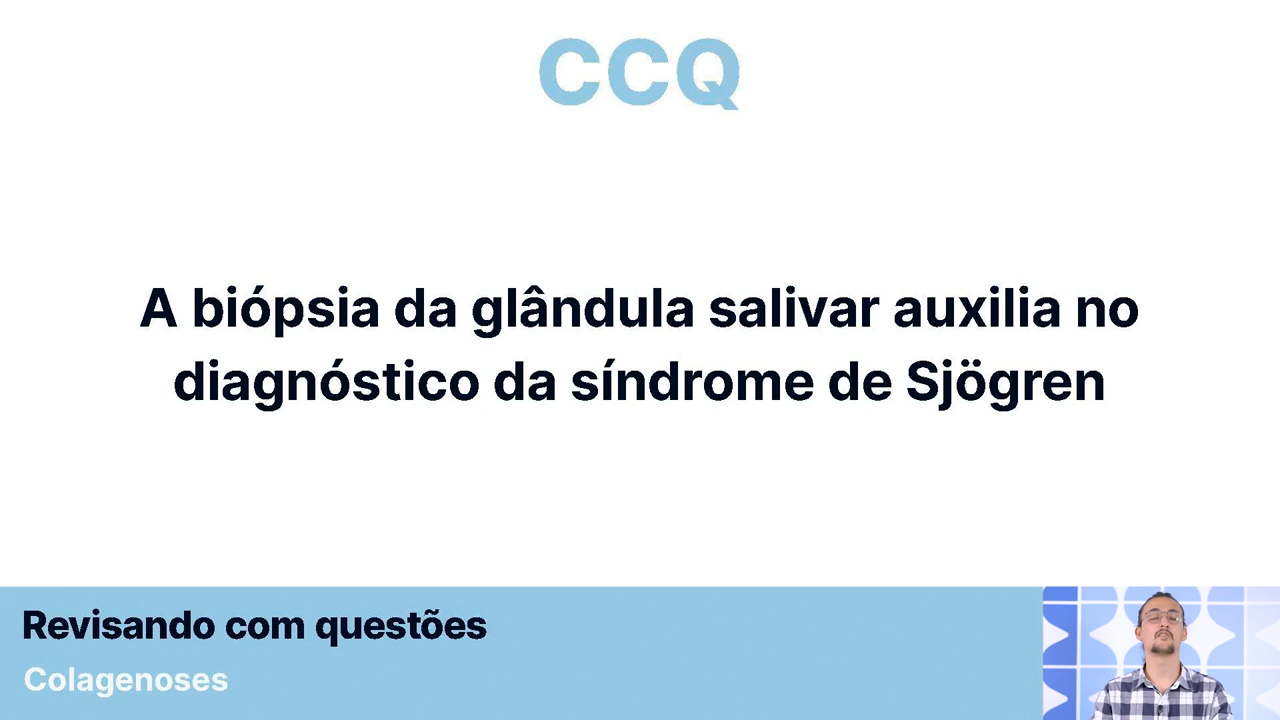 CCQ
A biópsia da glândula salivar auxilia no
diagnóstico da síndrome de Sjögren
Revisando com questões
Colagenoses